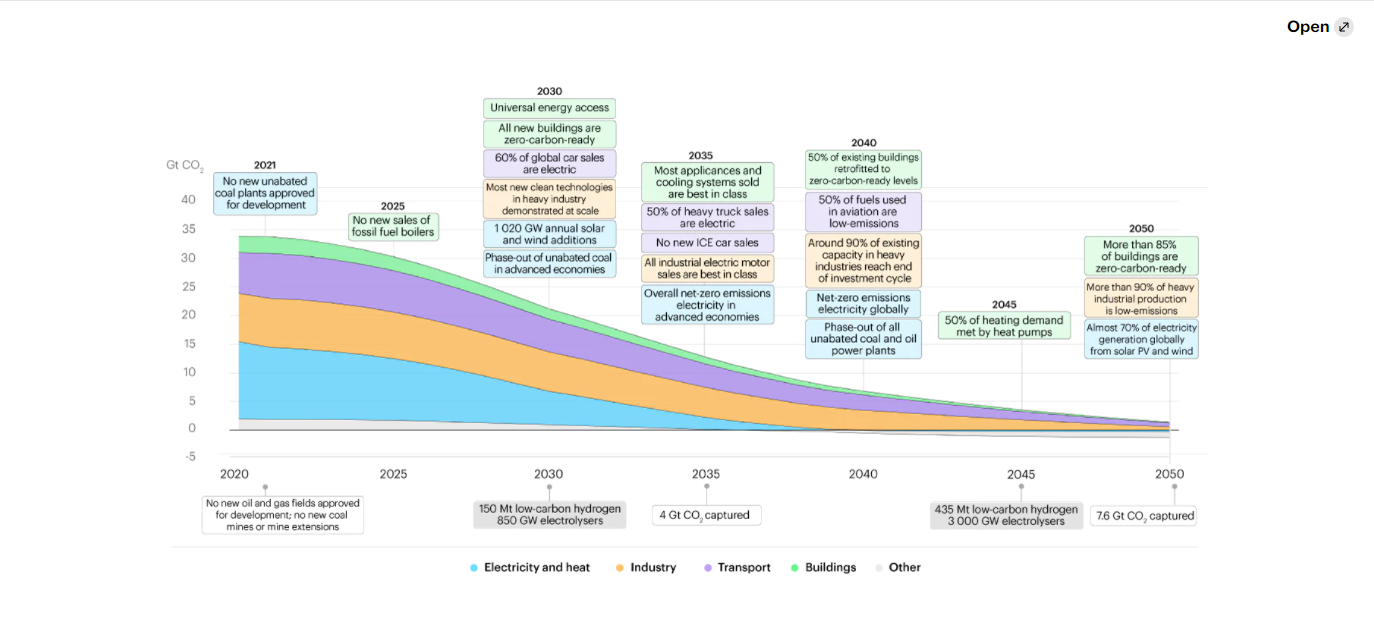 Open
Gt CO2
40
35
30
25
20
15
10
5
0
-5
2021
No new unabated
coal plants approved
for development
2025
No new sales of
fossil fuel boilers
2030
Universal energy access
All new buildings are
zero-carbon-ready
60% of global car sales
are electric
Most new clean technologies
in heavy industry
demonstrated at scale
1 020 GW annual solar
and wind additions
Phase-out of unabated coal
in advanced economies
2035
Most applicances and
cooling systems sold
are best in class
50% of heavy truck sales
are electric
No new ICE car sales
All industrial electric motor
sales are best in class
Overall net-zero emissions
electricity in
advanced economies
2040
50% of existing buildings
retrofitted to
zero-carbon-ready levels
50% of fuels used
in aviation are
low-emissions
Around 90% of existing
capacity in heavy
industries reach end
of investment cycle
Net-zero emissions
electricity globally
Phase-out of all
unabated coal and oil
power plants
2045
50% of heating demand
met by heat pumps
2050
More than 85%
of buildings are
zero-carbon-ready
More than 90% of heavy
industrial production
is low-emissions
Almost 70% of electricity
generation globally
from solar PV and wind
2020
2025
2030
2035
2040
2045
2050
No new oil and gas fields approved
for development; no new coal
mines or mine extensions
150 Mt low-carbon hydrogen
850 GW electrolysers
4 Gt CO2 captured
435 Mt low-carbon hydrogen
3 000 GW electrolysers
7.6 Gt CO2 captured
Electricity and heat
Industry
Transport
Buildings
Other